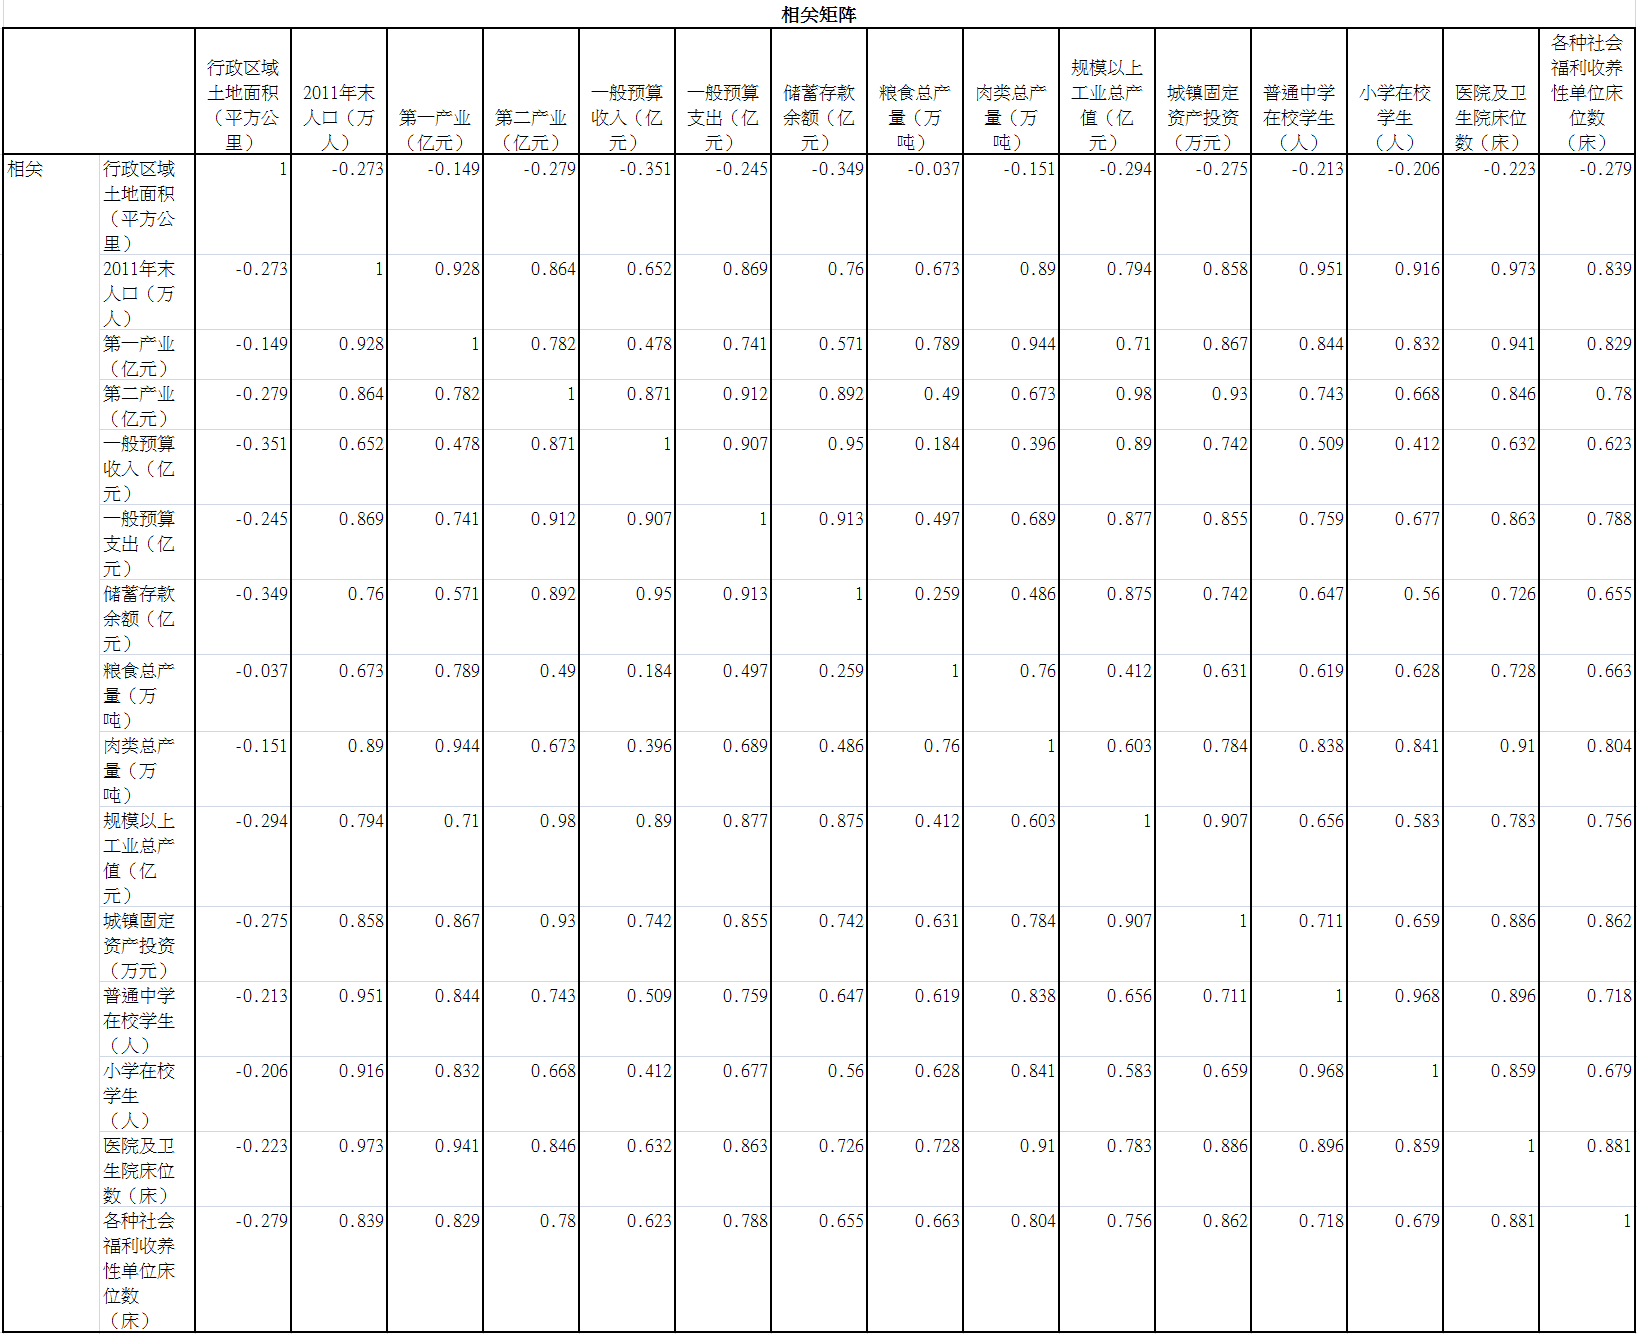 相关矩阵
行政区域土地面积（平方公里） 2011年末人口（万人） 第一产业（亿元） 第二产业（亿元） 一般预算收入（亿元） 一般预算支出（亿元） 储蓄存款余额（亿元） 粮食总产量（万吨） 肉类总产量（万吨） 规模以上工业总产值（亿元） 城镇固定资产投资（万元） 普通中学在校学生（人） 小学在校学生（人） 医院及卫生院床位数（床） 各种社会福利收养性单位床位数（床）
相关 行政区域土地面积（平方公里） 1 -0.273 -0.149 -0.279 -0.351 -0.245 -0.349 -0.037 -0.151 -0.294 -0.275 -0.213 -0.206 -0.223 -0.279
2011年末人口（万人） -0.273 1 0.928 0.864 0.652 0.869 0.76 0.673 0.89 0.794 0.858 0.951 0.916 0.973 0.839
第一产业（亿元） -0.149 0.928 1 0.782 0.478 0.741 0.571 0.789 0.944 0.71 0.867 0.844 0.832 0.941 0.829
第二产业（亿元） -0.279 0.864 0.782 1 0.871 0.912 0.892 0.49 0.673 0.98 0.93 0.743 0.668 0.846 0.78
一般预算收入（亿元） -0.351 0.652 0.478 0.871 1 0.907 0.95 0.184 0.396 0.89 0.742 0.509 0.412 0.632 0.623
一般预算支出（亿元） -0.245 0.869 0.741 0.912 0.907 1 0.913 0.497 0.689 0.877 0.855 0.759 0.677 0.863 0.788
储蓄存款余额（亿元） -0.349 0.76 0.571 0.892 0.95 0.913 1 0.259 0.486 0.875 0.742 0.647 0.56 0.726 0.655
粮食总产量（万吨） -0.037 0.673 0.789 0.49 0.184 0.497 0.259 1 0.76 0.412 0.631 0.619 0.628 0.728 0.663
肉类总产量（万吨） -0.151 0.89 0.944 0.673 0.396 0.689 0.486 0.76 1 0.603 0.784 0.838 0.841 0.91 0.804
规模以上工业总产值（亿元） -0.294 0.794 0.71 0.98 0.89 0.877 0.875 0.412 0.603 1 0.907 0.656 0.583 0.783 0.756
城镇固定资产投资（万元） -0.275 0.858 0.867 0.93 0.742 0.855 0.742 0.631 0.784 0.907 1 0.711 0.659 0.886 0.862
普通中学在校学生（人） -0.213 0.951 0.844 0.743 0.509 0.759 0.647 0.619 0.838 0.656 0.711 1 0.968 0.896 0.718
小学在校学生（人） -0.206 0.916 0.832 0.668 0.412 0.677 0.56 0.628 0.841 0.583 0.659 0.968 1 0.859 0.679
医院及卫生院床位数（床） -0.223 0.973 0.941 0.846 0.632 0.863 0.726 0.728 0.91 0.783 0.886 0.896 0.859 1 0.881
各种社会福利收养性单位床位数（床） -0.279 0.839 0.829 0.78 0.623 0.788 0.655 0.663 0.804 0.756 0.862 0.718 0.679 0.881 1